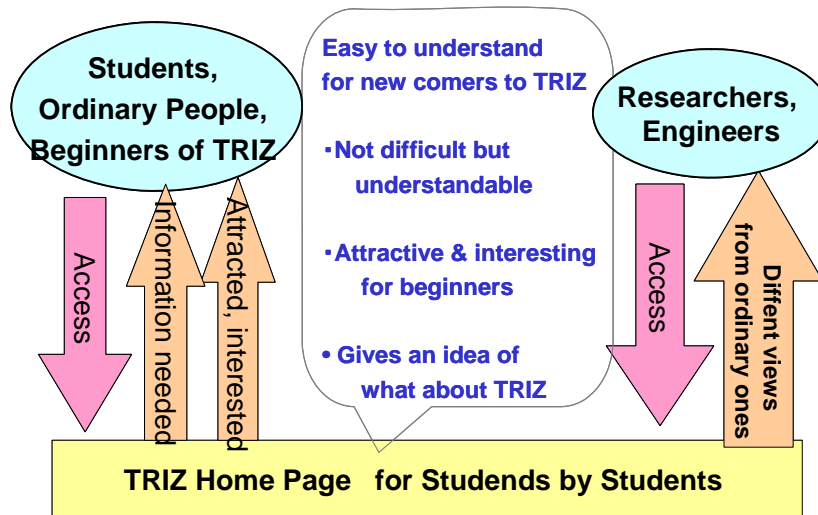 Students,
Ordinary People,
Beginners of TRIZ
Access
Information needed
Attracted, interested
Easy to understand
for new comers to TRIZ
・Not difficult but
understandable
・Attractive & interesting
for beginners
• Gives an idea of
what about TRIZ
Researchers,
Engineers
Access
Diffent views
from ordinary ones
TRIZ Home Page for Studends by Students